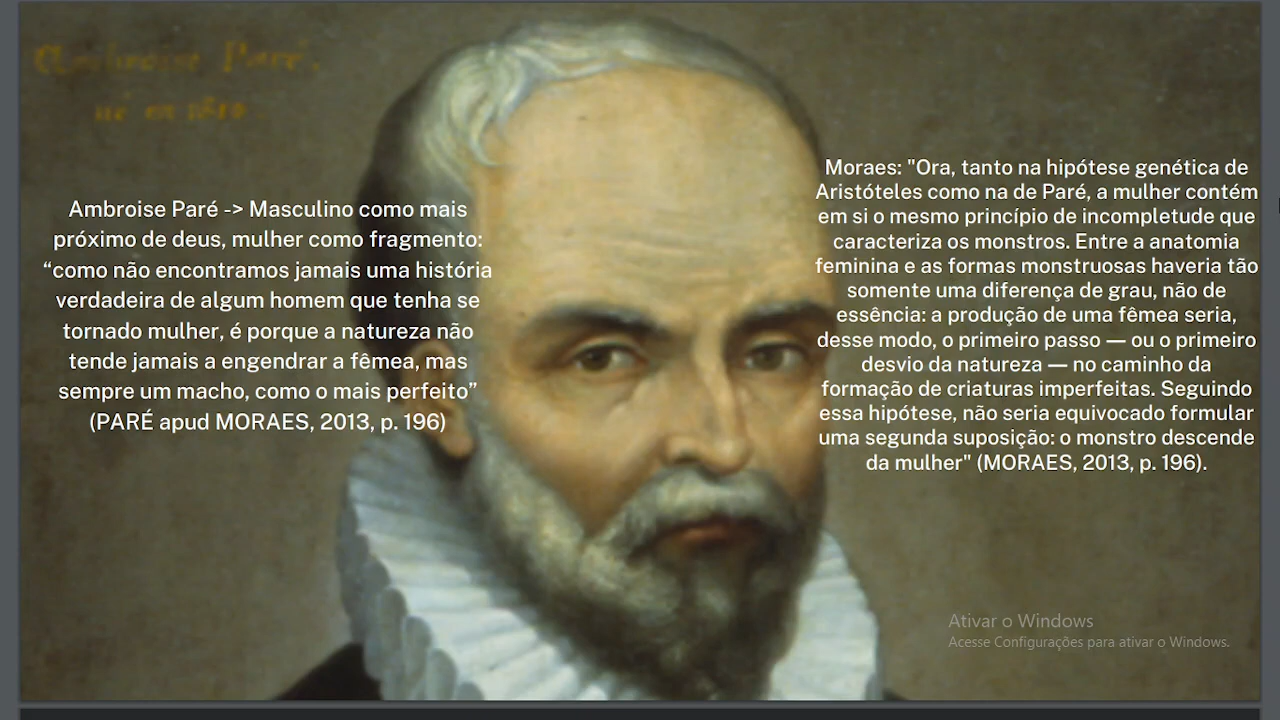 Ambroise Paré.
né en
Ambroise Paré -> Masculino como mais
próximo de deus, mulher como fragmento:
“como não encontramos jamais uma história
verdadeira de algum homem que tenha se
tornado mulher, é porque a natureza não
tende jamais a engendrar a fêmea, mas
sempre um macho, como o mais perfeito”
(PARÉ apud MORAES, 2013, p. 196)
Moraes: "Ora, tanto na hipótese genética de
Aristóteles como na de Paré, a mulher contém
em si o mesmo princípio de incompletude que
caracteriza os monstros. Entre a anatomia
feminina e as formas monstruosas haveria tão
somente uma diferença de grau, não de
essência: a produção de uma fêmea seria,
desse modo, o primeiro passo — ou o primeiro
desvio da natureza — no caminho da
formação de criaturas imperfeitas. Seguindo
essa hipótese, não seria equivocado formular
uma segunda suposição: o monstro descende
da mulher" (MORAES, 2013, p. 196).
Ativar o Windows
Acesse Configurações para ativar o Windows.